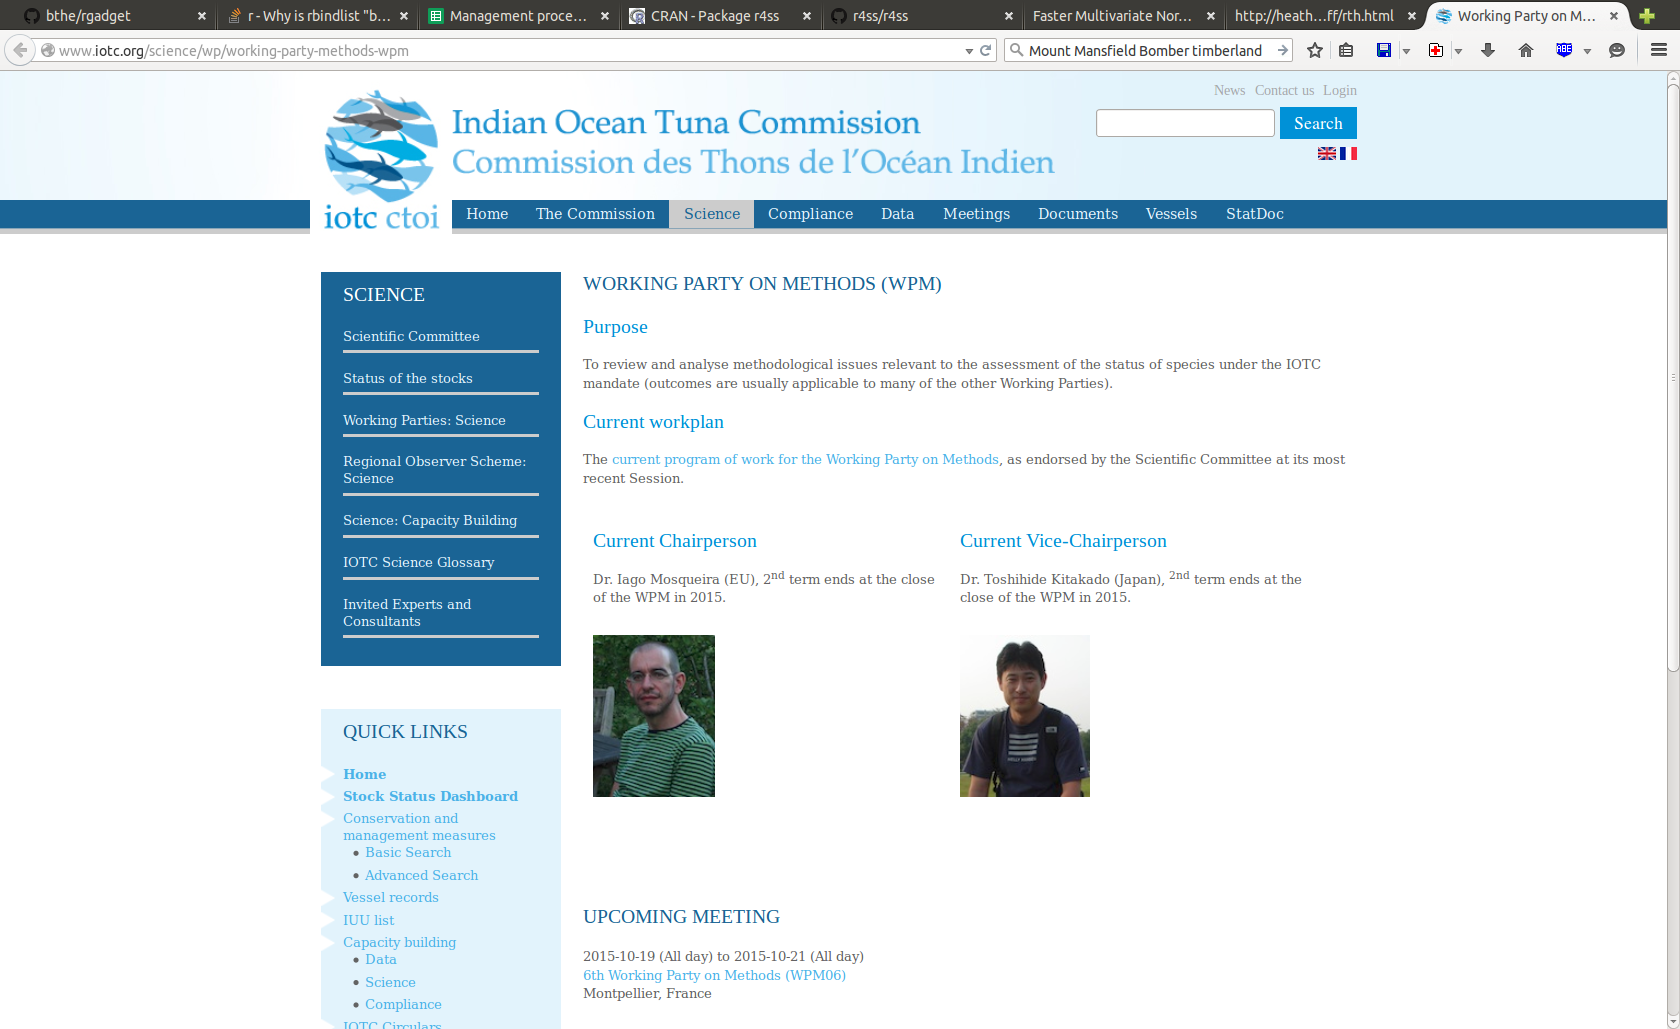 bthe/rgadget
r - Why is rbindlist "b...
Management proce...
CRAN - Package r4ss
r4ss/r4ss
Faster Multivariate Nor...
http://heath...ff/rth.html
Working Party on M...
www.iotc.org/science/wp/working-party-methods-wpm
Mount Mansfield Bomber timberland
ABE
News Contact us Login
Indian Ocean Tuna Commission
Commission des Thons de l'Océan Indien
Search
iotc ctoi
Home The Commission Science Compliance Data Meetings Documents Vessels StatDoc
SCIENCE
Scientific Committee
Status of the stocks
Working Parties: Science
Regional Observer Scheme:
Science
Science: Capacity Building
IOTC Science Glossary
Invited Experts and
Consultants
QUICK LINKS
Home
Stock Status Dashboard
Conservation and
management measures
Basic Search
Advanced Search
Vessel records
IUU list
Capacity building
Data
Science
Compliance
IOTC Circulars
WORKING PARTY ON METHODS (WPM)
Purpose
To review and analyse methodological issues relevant to the assessment of the status of species under the IOTC
mandate (outcomes are usually applicable to many of the other Working Parties).
Current workplan
The current program of work for the Working Party on Methods, as endorsed by the Scientific Committee at its most
recent Session.
Current Chairperson
Dr. Iago Mosqueira (EU), 2nd term ends at the close
of the WPM in 2015.
Current Vice-Chairperson
Dr. Toshihide Kitakado (Japan), 2nd term ends at the
close of the WPM in 2015.
UPCOMING MEETING
2015-10-19 (All day) to 2015-10-21 (All day)
6th Working Party on Methods (WPM06)
Montpellier, France